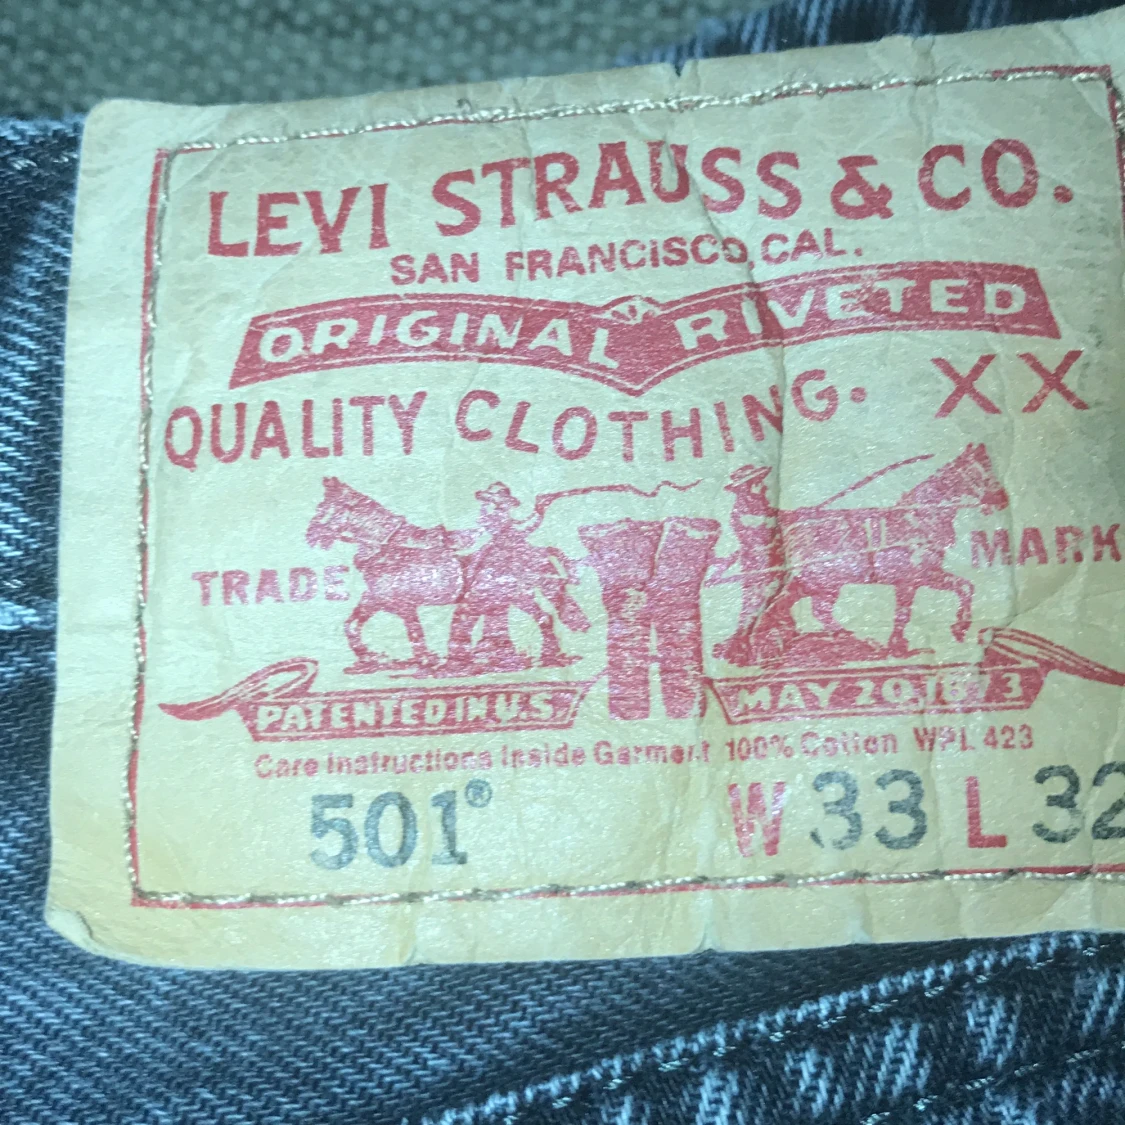 LEVI STRAUSS & CO.
SAN FRANCISCO, CAL.
ORIGINAL RIVETED
QUALITY CLOTHING. XX
TRADE MARK
PATENTED IN U.S. MAY 20, 1873
Care Instructions Inside Garment 100% Cotton WPL 423
501® W 33 L 32